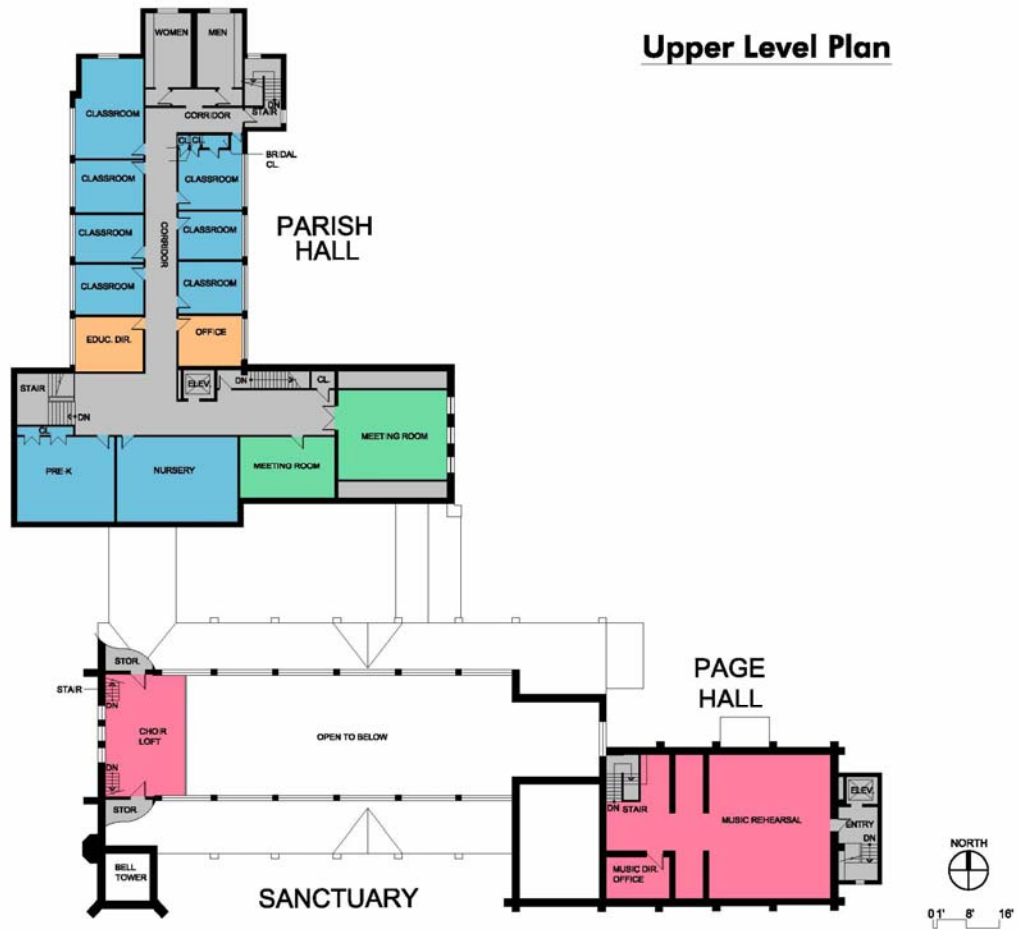 Upper Level Plan
WOMEN
MEN
DN
STAIR
CORRIDOR
CLASSROOM
CL.
CL.
BRIDAL
CL.
CLASSROOM
CLASSROOM
CORRIDOR
PARISH
HALL
CLASSROOM
CLASSROOM
CLASSROOM
CLASSROOM
EDUC. DIR.
OFFICE
STAIR
ELEV.
DN
CL.
DN
CL.
PRE-K
NURSERY
MEETING ROOM
MEETING ROOM
STOR.
STAIR
DN
CHOIR
LOFT
OPEN TO BELOW
DN
STOR.
BELL
TOWER
SANCTUARY
PAGE
HALL
DN
STAIR
MUSIC REHEARSAL
MUSIC DIR.
OFFICE
ELEV.
ENTRY
DN
NORTH
0 1' 8' 16'